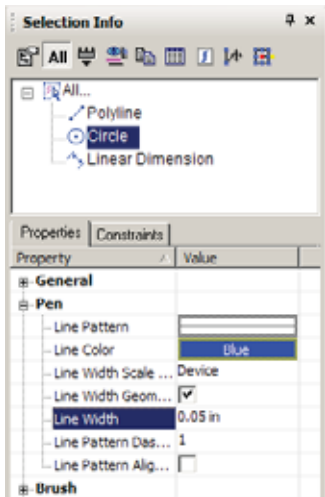 Selection Info
All
All...
Polyline
Circle
Linear Dimension
Properties Constraints
Property Value
General
Pen
Line Pattern
Line Color Blue
Line Width Scale ... Device
Line Width Geom...
Line Width 0.05 in
Line Pattern Das... 1
Line Pattern Alig...
Brush